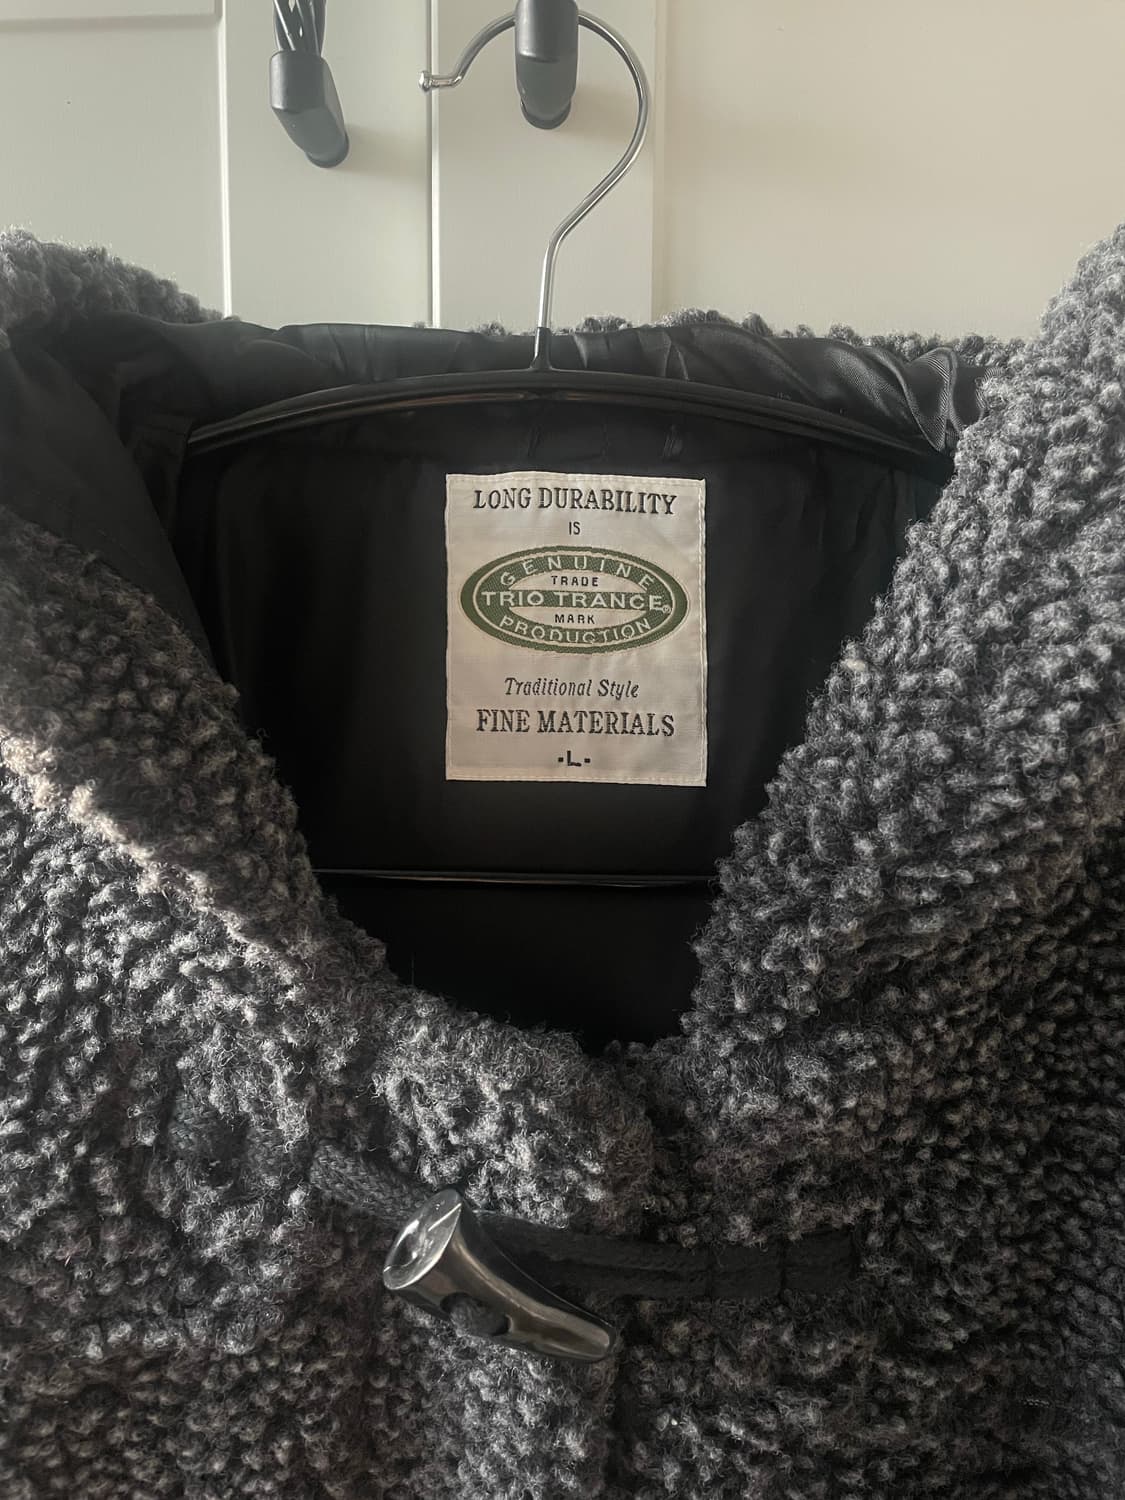 LONG DURABILITY
IS
GENUINE
TRADE
TRIO TRANCE®
MARK
PRODUCTION
Traditional Style
FINE MATERIALS
-L-